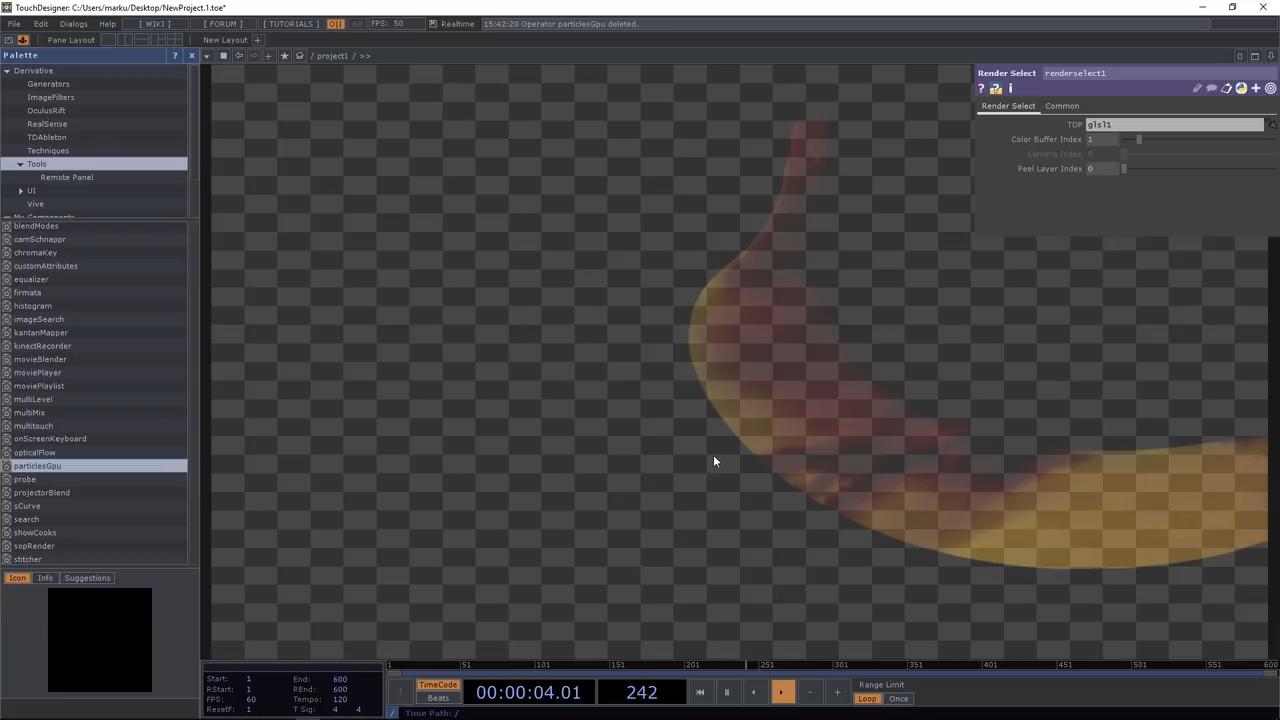 TouchDesigner: C:/Users/marku/Desktop/NewProject.1.toe*
File Edit Dialogs Help [ WIKI ] [ FORUM ] [ TUTORIALS ] O|I 60 FPS: 50 Realtime 15:42:20 Operator particlesGpu deleted.
Pane Layout New Layout +
Palette ? x / project1 / >>
Derivative
Generators
ImageFilters
OculusRift
RealSense
TDAbleton
Techniques
Tools
Remote Panel
UI
Vive
My Components
blendModes
camSchnappr
chromaKey
customAttributes
equalizer
firmata
histogram
imageSearch
kantanMapper
kinectRecorder
movieBlender
moviePlayer
moviePlaylist
multiLevel
multiMix
multitouch
onScreenKeyboard
opticalFlow
particlesGpu
probe
projectorBlend
sCurve
search
showCooks
sopRender
stitcher
Icon Info Suggestions
Render Select renderselect1
? ? i
Render Select Common
TOP glsl1
Color Buffer Index 1
Camera Index 0
Peel Layer Index 0
1 51 101 151 201 251 301 351 401 451 501 551 600
Start: 1 End: 600
RStart: 1 REnd: 600
FPS: 60 Tempo: 120
ResetF: 1 T Sig: 4 4
TimeCode
Beats
00:00:04.01 242
- +
Range Limit
Loop Once
/ Time Path: /